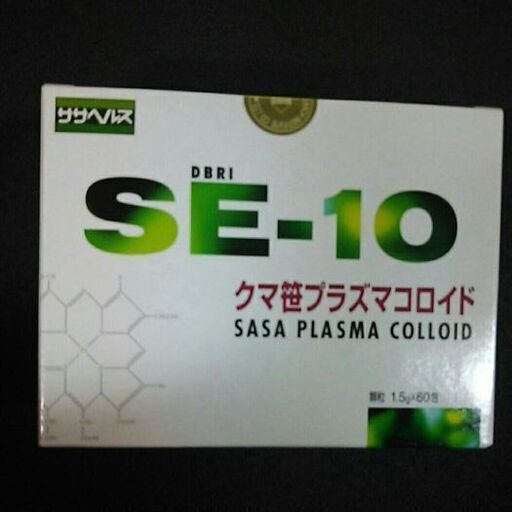 ササヘルス
DBRI
SE-10
クマ笹プラズマコロイド
SASA PLASMA COLLOID
顆粒 1.5g×60包